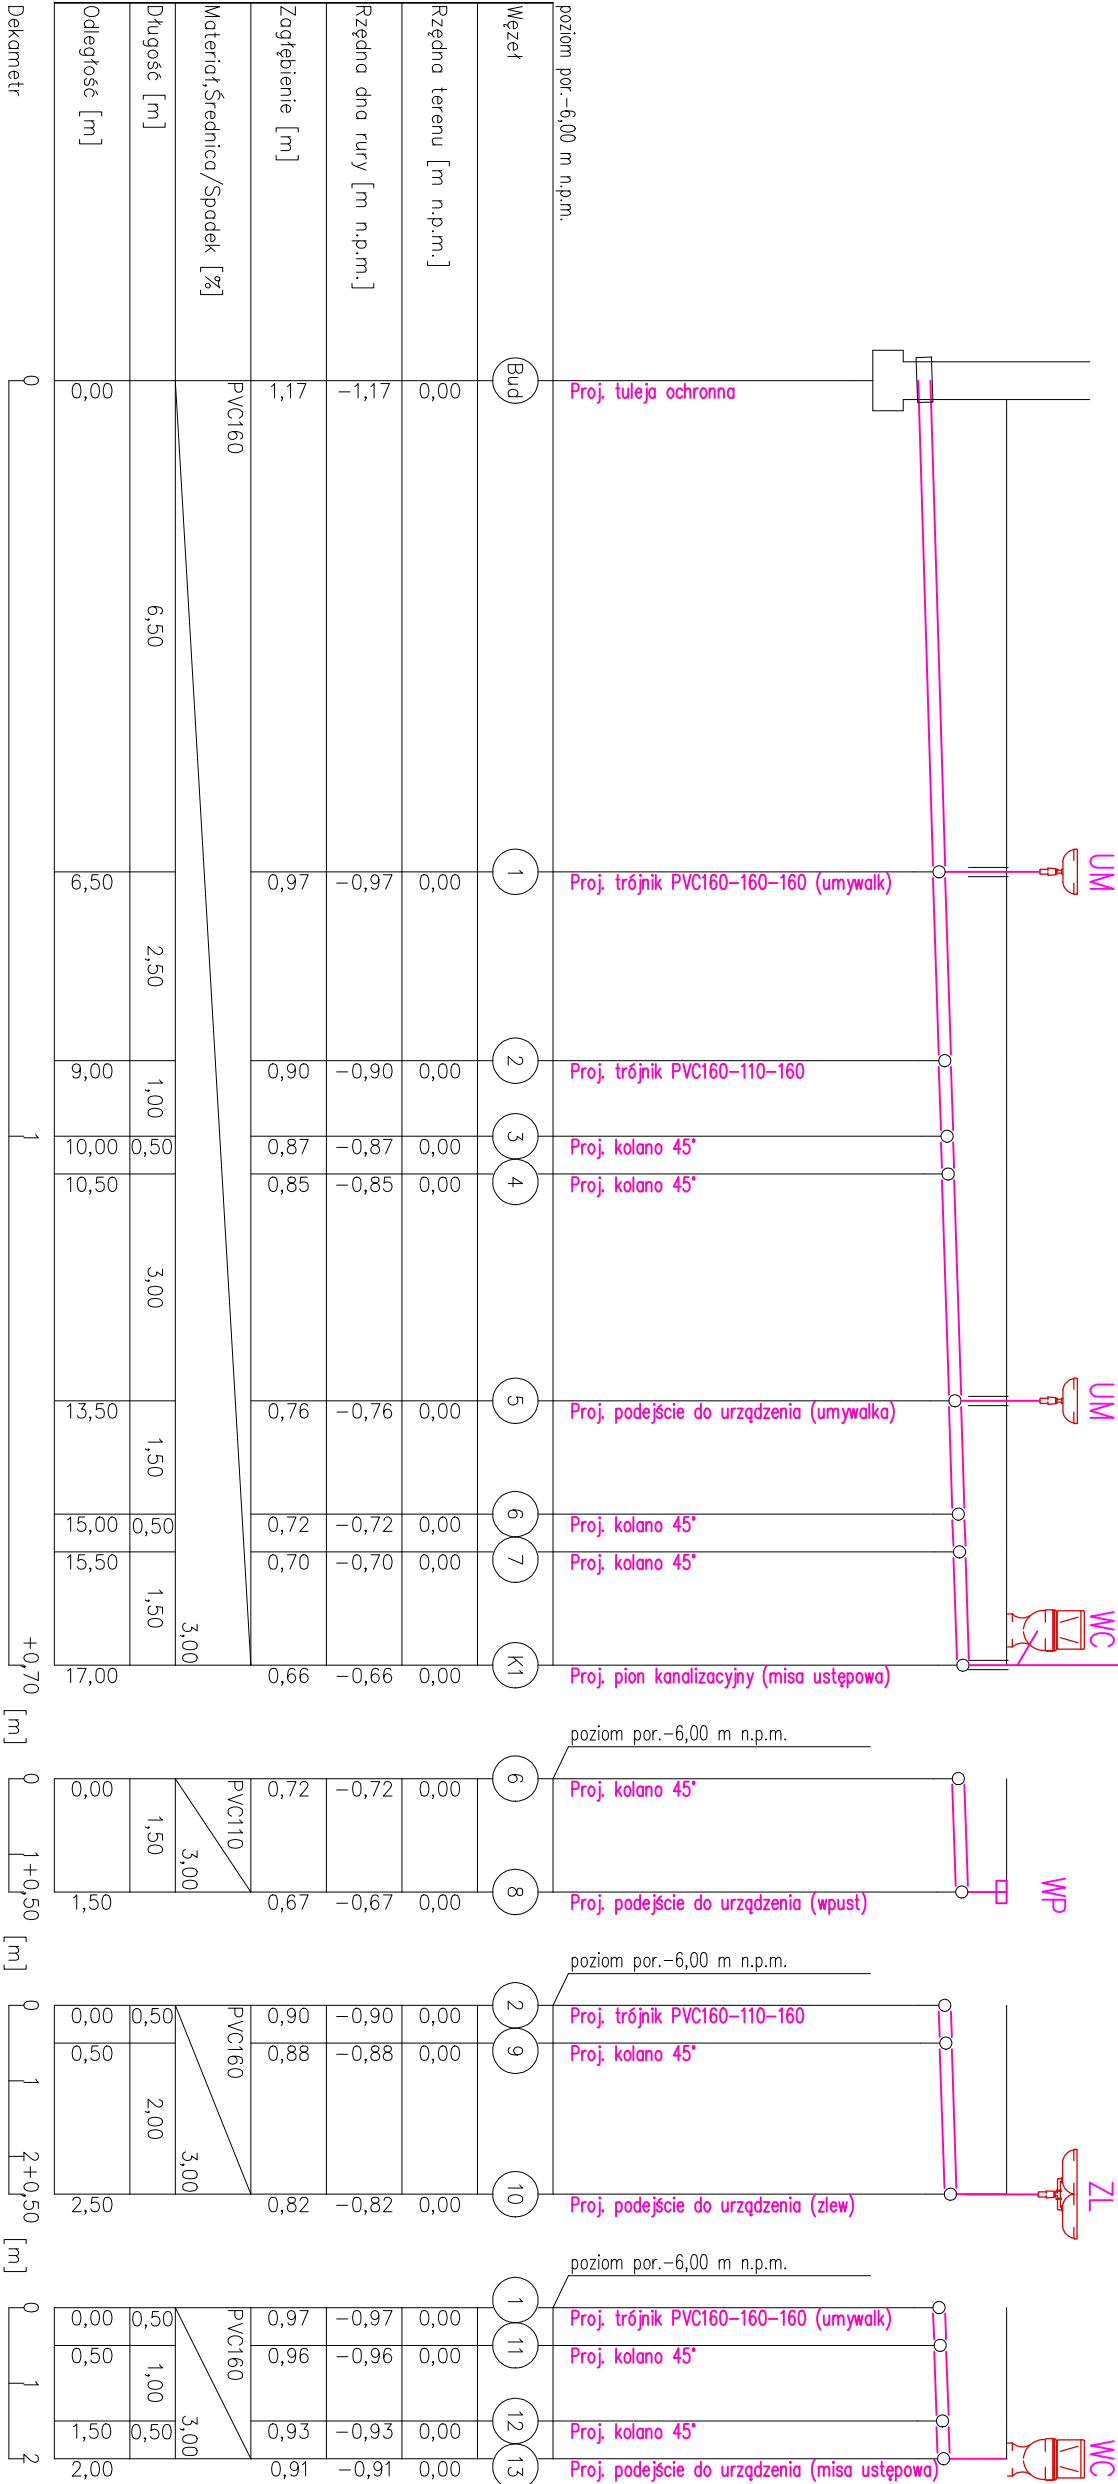 poziom por.-6,00 m n.p.m.
Węzeł
Rzędna terenu [m n.p.m.]
Rzędna dna rury [m n.p.m.]
Zagłębienie [m]
Materiał,Średnica/Spadek [%]
Długość [m]
Odległość [m]
Dekametr
Bud
Proj. tuleja ochronna
0,00
-1,17
1,17
PVC160
0,00
0
6,50
UM
1
Proj. trójnik PVC160-160-160 (umywalk)
0,00
-0,97
0,97
6,50
2,50
2
Proj. trójnik PVC160-110-160
0,00
-0,90
0,90
9,00
1,00
3
Proj. kolano 45°
0,00
-0,87
0,87
10,00
1
0,50
4
Proj. kolano 45°
0,00
-0,85
0,85
10,50
3,00
UM
5
Proj. podejście do urządzenia (umywalka)
0,00
-0,76
0,76
13,50
1,50
6
Proj. kolano 45°
0,00
-0,72
0,72
15,00
0,50
7
Proj. kolano 45°
0,00
-0,70
0,70
15,50
1,50
3,00
WC
K1
Proj. pion kanalizacyjny (misa ustępowa)
0,00
-0,66
0,66
17,00
+0,70
[m]
poziom por.-6,00 m n.p.m.
6
Proj. kolano 45°
0,00
-0,72
0,72
PVC110
0,00
0
1,50
3,00
1+0,50
WP
8
Proj. podejście do urządzenia (wpust)
0,00
-0,67
0,67
1,50
[m]
poziom por.-6,00 m n.p.m.
2
Proj. trójnik PVC160-110-160
0,00
-0,90
0,90
PVC160
0,00
0
0,50
9
Proj. kolano 45°
0,00
-0,88
0,88
0,50
1
2,00
3,00
2+0,50
ZL
10
Proj. podejście do urządzenia (zlew)
0,00
-0,82
0,82
2,50
[m]
poziom por.-6,00 m n.p.m.
1
Proj. trójnik PVC160-160-160 (umywalk)
0,00
-0,97
0,97
PVC160
0,00
0
0,50
11
Proj. kolano 45°
0,00
-0,96
0,96
0,50
1
1,00
12
Proj. kolano 45°
0,00
-0,93
0,93
1,50
0,50
3,00
WC
13
Proj. podejście do urządzenia (misa ustępowa)
0,00
-0,91
0,91
2,00
2